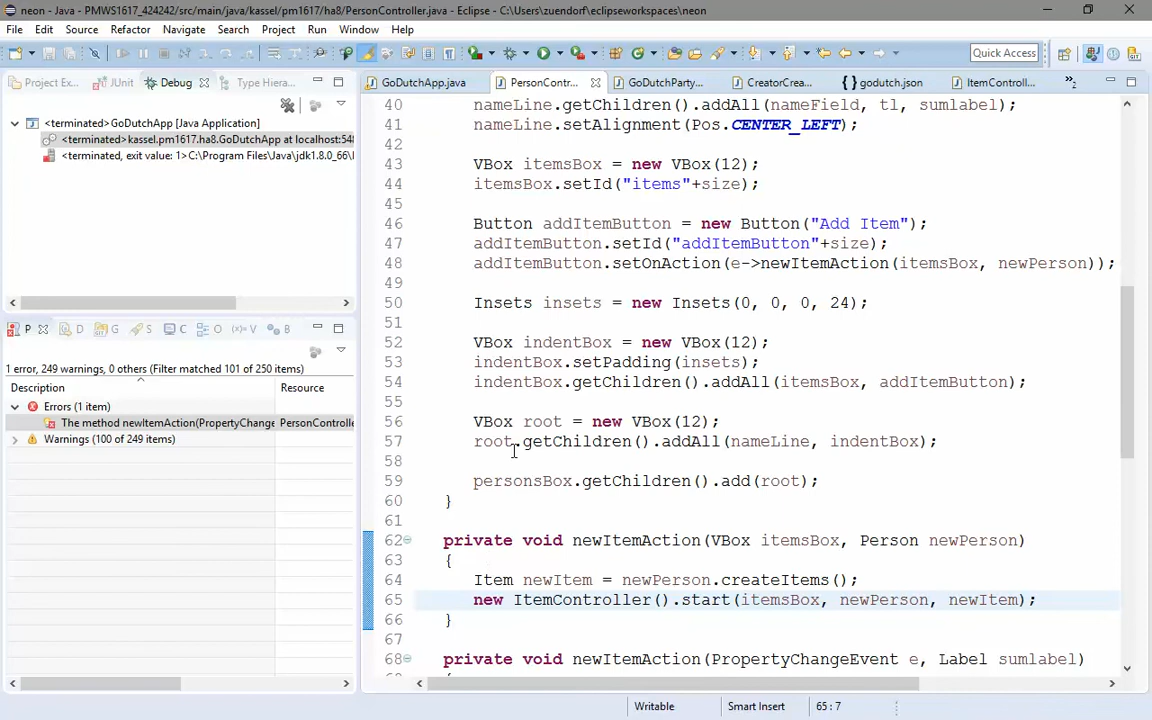 neon - Java - PMWS1617_424242/src/main/java/kassel/pm1617/ha8/PersonController.java - Eclipse - C:\Users\zuendorf\eclipseworkspaces\neon
File Edit Source Refactor Navigate Search Project Run Window Help
Quick Access
Project Ex... JUnit Debug Type Hiera...
<terminated> GoDutchApp [Java Application]
<terminated>kassel.pm1617.ha8.GoDutchApp at localhost:548
<terminated, exit value: 1>C:\Program Files\Java\jdk1.8.0_66\
P D G S C O (x)= V B
1 error, 249 warnings, 0 others (Filter matched 101 of 250 items)
Description Resource
Errors (1 item)
The method newItemAction(PropertyChange PersonControlle
Warnings (100 of 249 items)
GoDutchApp.java PersonContr... GoDutchParty... CreatorCrea... godutch.json ItemControll... »2
40 nameLine.getChildren().addAll(nameField, tl, sumlabel);
41 nameLine.setAlignment(Pos.CENTER_LEFT);
42
43 VBox itemsBox = new VBox(12);
44 itemsBox.setId("items"+size);
45
46 Button addItemButton = new Button("Add Item");
47 addItemButton.setId("addItemButton"+size);
48 addItemButton.setOnAction(e->newItemAction(itemsBox, newPerson));
49
50 Insets insets = new Insets(0, 0, 0, 24);
51
52 VBox indentBox = new VBox(12);
53 indentBox.setPadding(insets);
54 indentBox.getChildren().addAll(itemsBox, addItemButton);
55
56 VBox root = new VBox(12);
57 root.getChildren().addAll(nameLine, indentBox);
58
59 personsBox.getChildren().add(root);
60 }
61
62 private void newItemAction(VBox itemsBox, Person newPerson)
63 {
64 Item newItem = newPerson.createItems();
65 new ItemController().start(itemsBox, newPerson, newItem);
66 }
67
68 private void newItemAction(PropertyChangeEvent e, Label sumlabel)
Writable Smart Insert 65 : 7